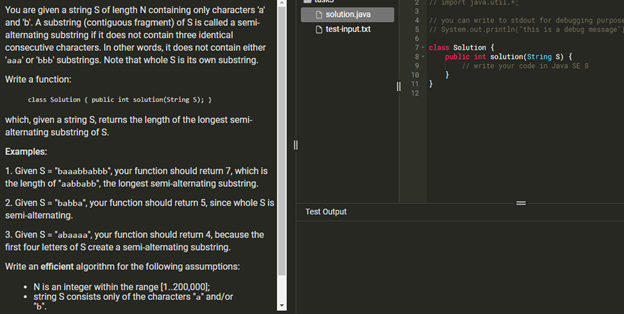 You are given a string S of length N containing only characters 'a'
and 'b'. A substring (contiguous fragment) of S is called a semi-
alternating substring if it does not contain three identical
consecutive characters. In other words, it does not contain either
'aaa' or 'bbb' substrings. Note that whole S is its own substring.
Write a function:
class Solution { public int solution(String S); }
which, given a string S, returns the length of the longest semi-
alternating substring of S.
Examples:
1. Given S = "baaabbabbb", your function should return 7, which is
the length of "aabbabb", the longest semi-alternating substring.
2. Given S = "babba", your function should return 5, since whole S is
semi-alternating.
3. Given S = "abaaaa", your function should return 4, because the
first four letters of S create a semi-alternating substring.
Write an efficient algorithm for the following assumptions:
• N is an integer within the range [1..200,000];
• string S consists only of the characters "a" and/or
"b".
solution.java
test-input.txt
2 // import java.util.*;
3
4 // you can write to stdout for debugging purpose
5 // System.out.println("this is a debug message"
6
7 class Solution {
8 public int solution(String S) {
9 // write your code in Java SE 8
10 }
11 }
12
Test Output